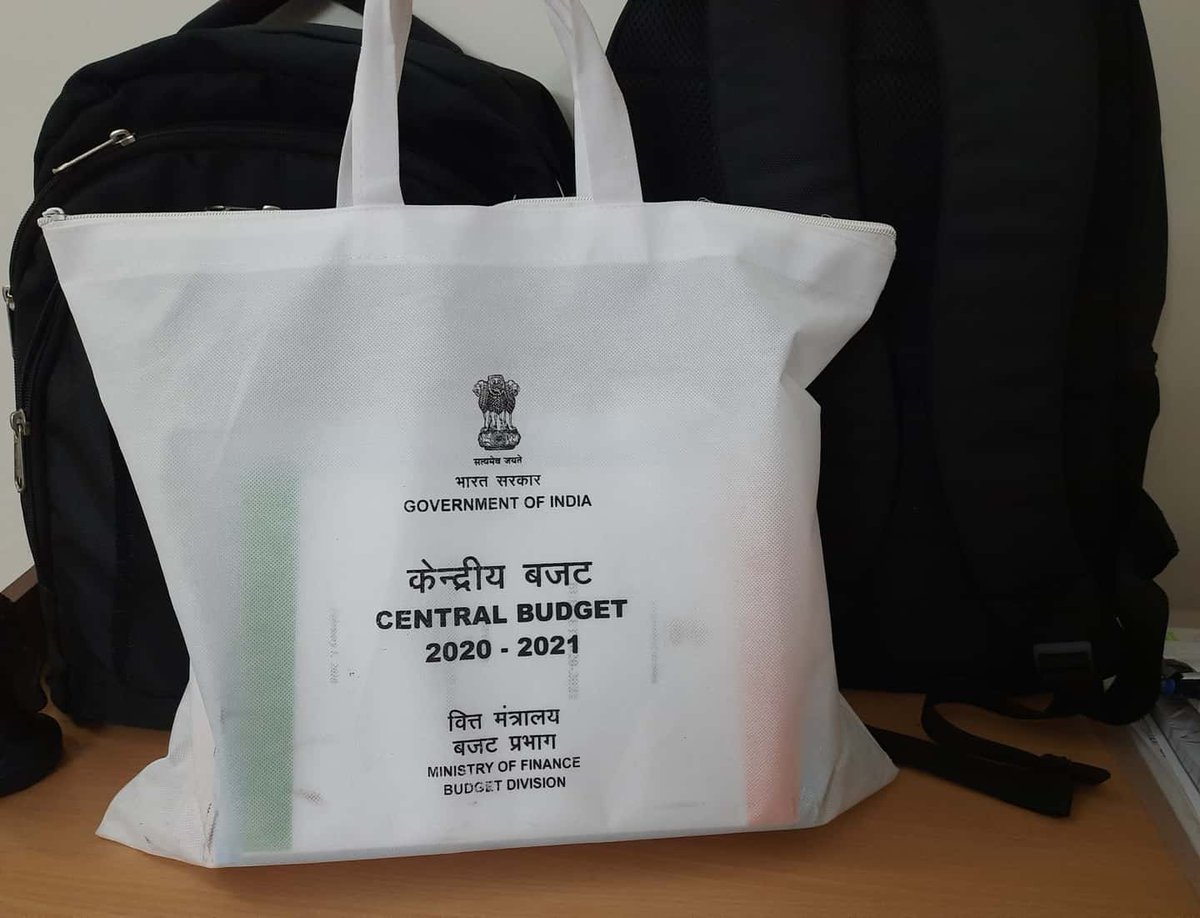 सत्यमेव जयते
भारत सरकार
GOVERNMENT OF INDIA
केन्द्रीय बजट
CENTRAL BUDGET
2020 - 2021
वित्त मंत्रालय
बजट प्रभाग
MINISTRY OF FINANCE
BUDGET DIVISION